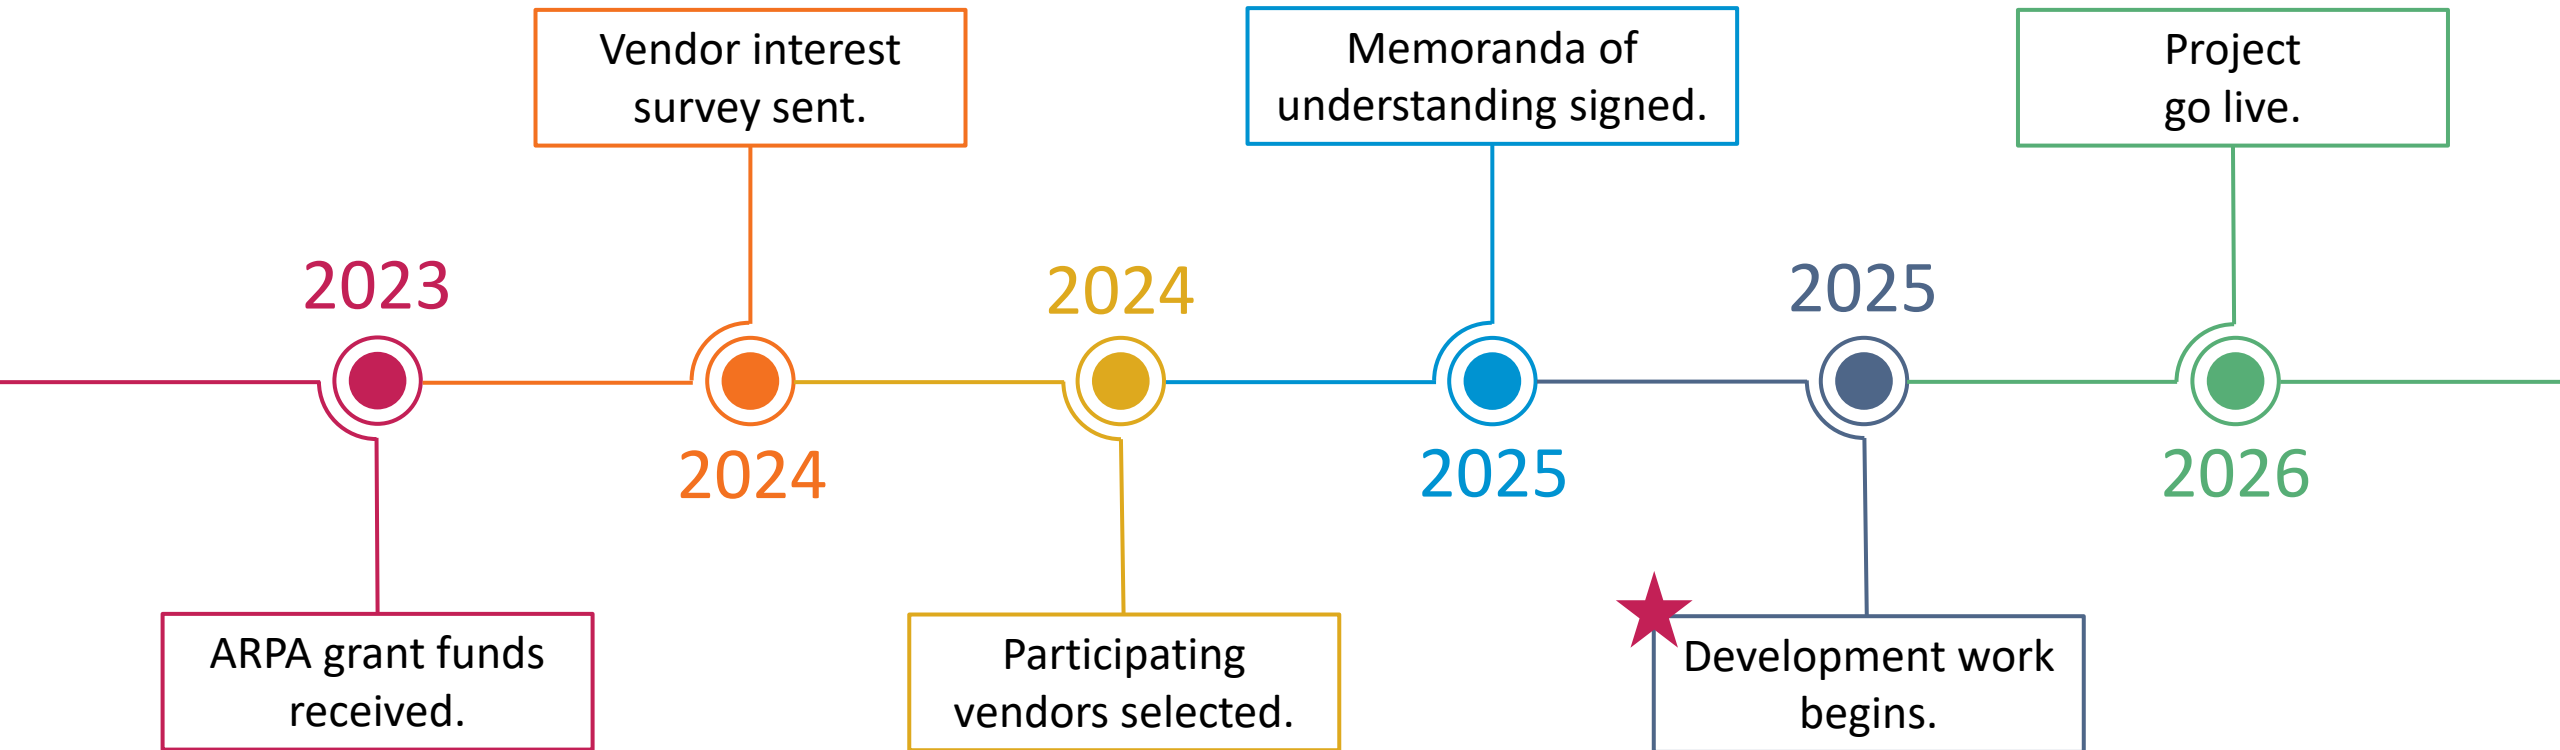 Vendor interest
survey sent.
Memoranda of
understanding signed.
Project
go live.
2023
2024
2024
2025
2025
2026
ARPA grant funds
received.
Participating
vendors selected.
Development work
begins.